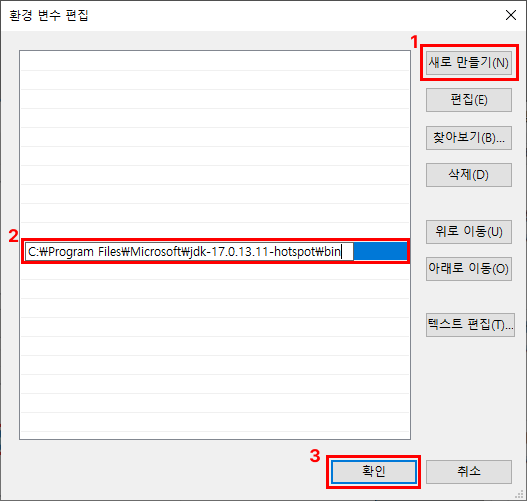 환경 변수 편집
1
새로 만들기(N)
편집(E)
찾아보기(B)...
삭제(D)
위로 이동(U)
2
C:₩Program Files₩Microsoft₩jdk-17.0.13.11-hotspot₩bin
아래로 이동(O)
텍스트 편집(T)...
3
확인
취소